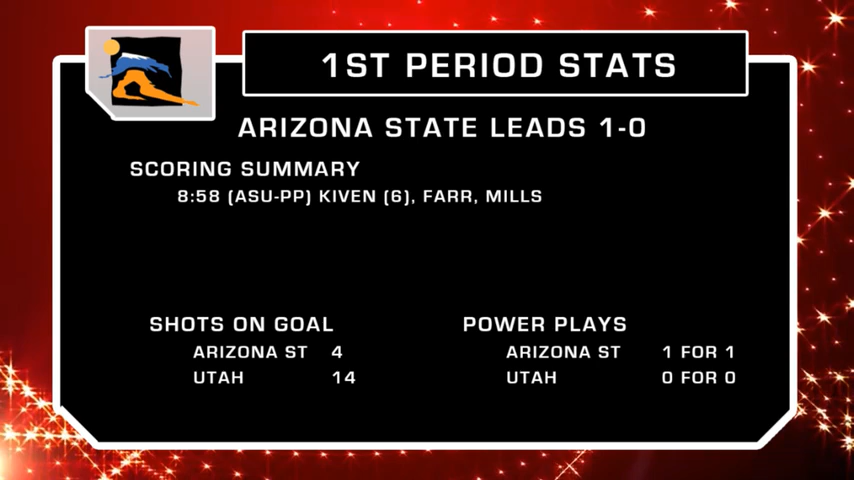 1ST PERIOD STATS
ARIZONA STATE LEADS 1-0
SCORING SUMMARY
8:58 (ASU-PP) KIVEN (6), FARR, MILLS
SHOTS ON GOAL
ARIZONA ST 4
UTAH 14
POWER PLAYS
ARIZONA ST 1 FOR 1
UTAH 0 FOR 0